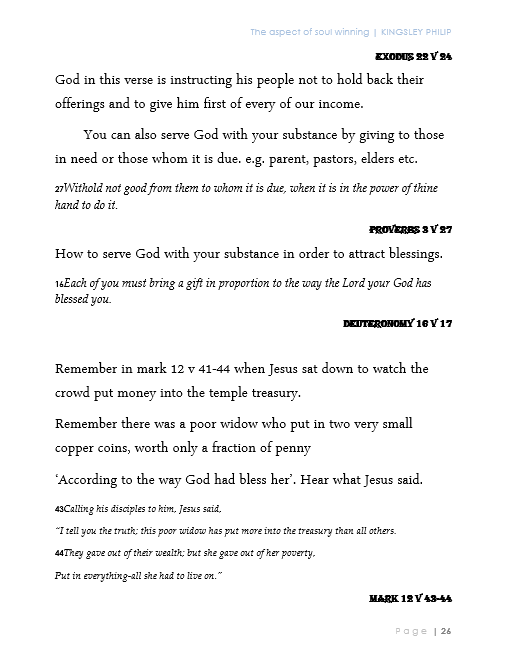 The aspect of soul winning | KINGSLEY PHILIP
EXODUS 22 V 24
God in this verse is instructing his people not to hold back their
offerings and to give him first of every of our income.
You can also serve God with your substance by giving to those
in need or those whom it is due. e.g. parent, pastors, elders etc.
27Withold not good from them to whom it is due, when it is in the power of thine
hand to do it.
PROVERBS 3 V 27
How to serve God with your substance in order to attract blessings.
16Each of you must bring a gift in proportion to the way the Lord your God has
blessed you.
DEUTERONOMY 16 V 17
Remember in mark 12 v 41-44 when Jesus sat down to watch the
crowd put money into the temple treasury.
Remember there was a poor widow who put in two very small
copper coins, worth only a fraction of penny
‘According to the way God had bless her’. Hear what Jesus said.
43Calling his disciples to him, Jesus said,
“I tell you the truth; this poor widow has put more into the treasury than all others.
44They gave out of their wealth; but she gave out of her poverty,
Put in everything-all she had to live on.”
MARK 12 V 43-44
Page | 26